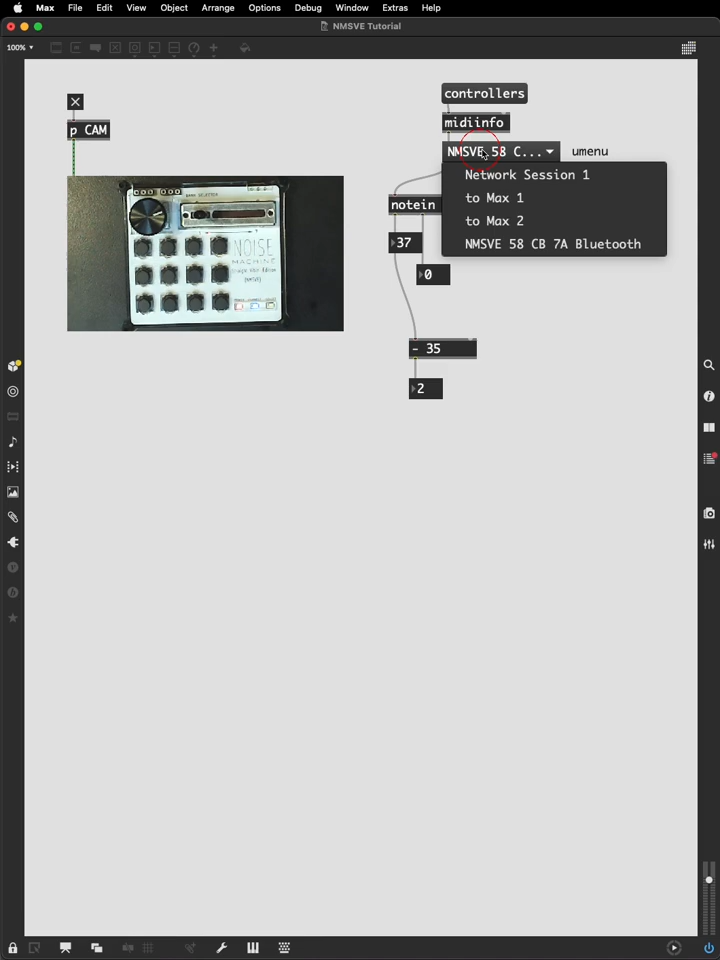 Max File Edit View Object Arrange Options Debug Window Extras Help
NMSVE Tutorial
100%
controllers
midiinfo
NMSVE 58 C... umenu
Network Session 1
to Max 1
to Max 2
NMSVE 58 CB 7A Bluetooth
notein
37
0
- 35
2
p CAM
BANK SELECTOR
NOISE
MACHINE